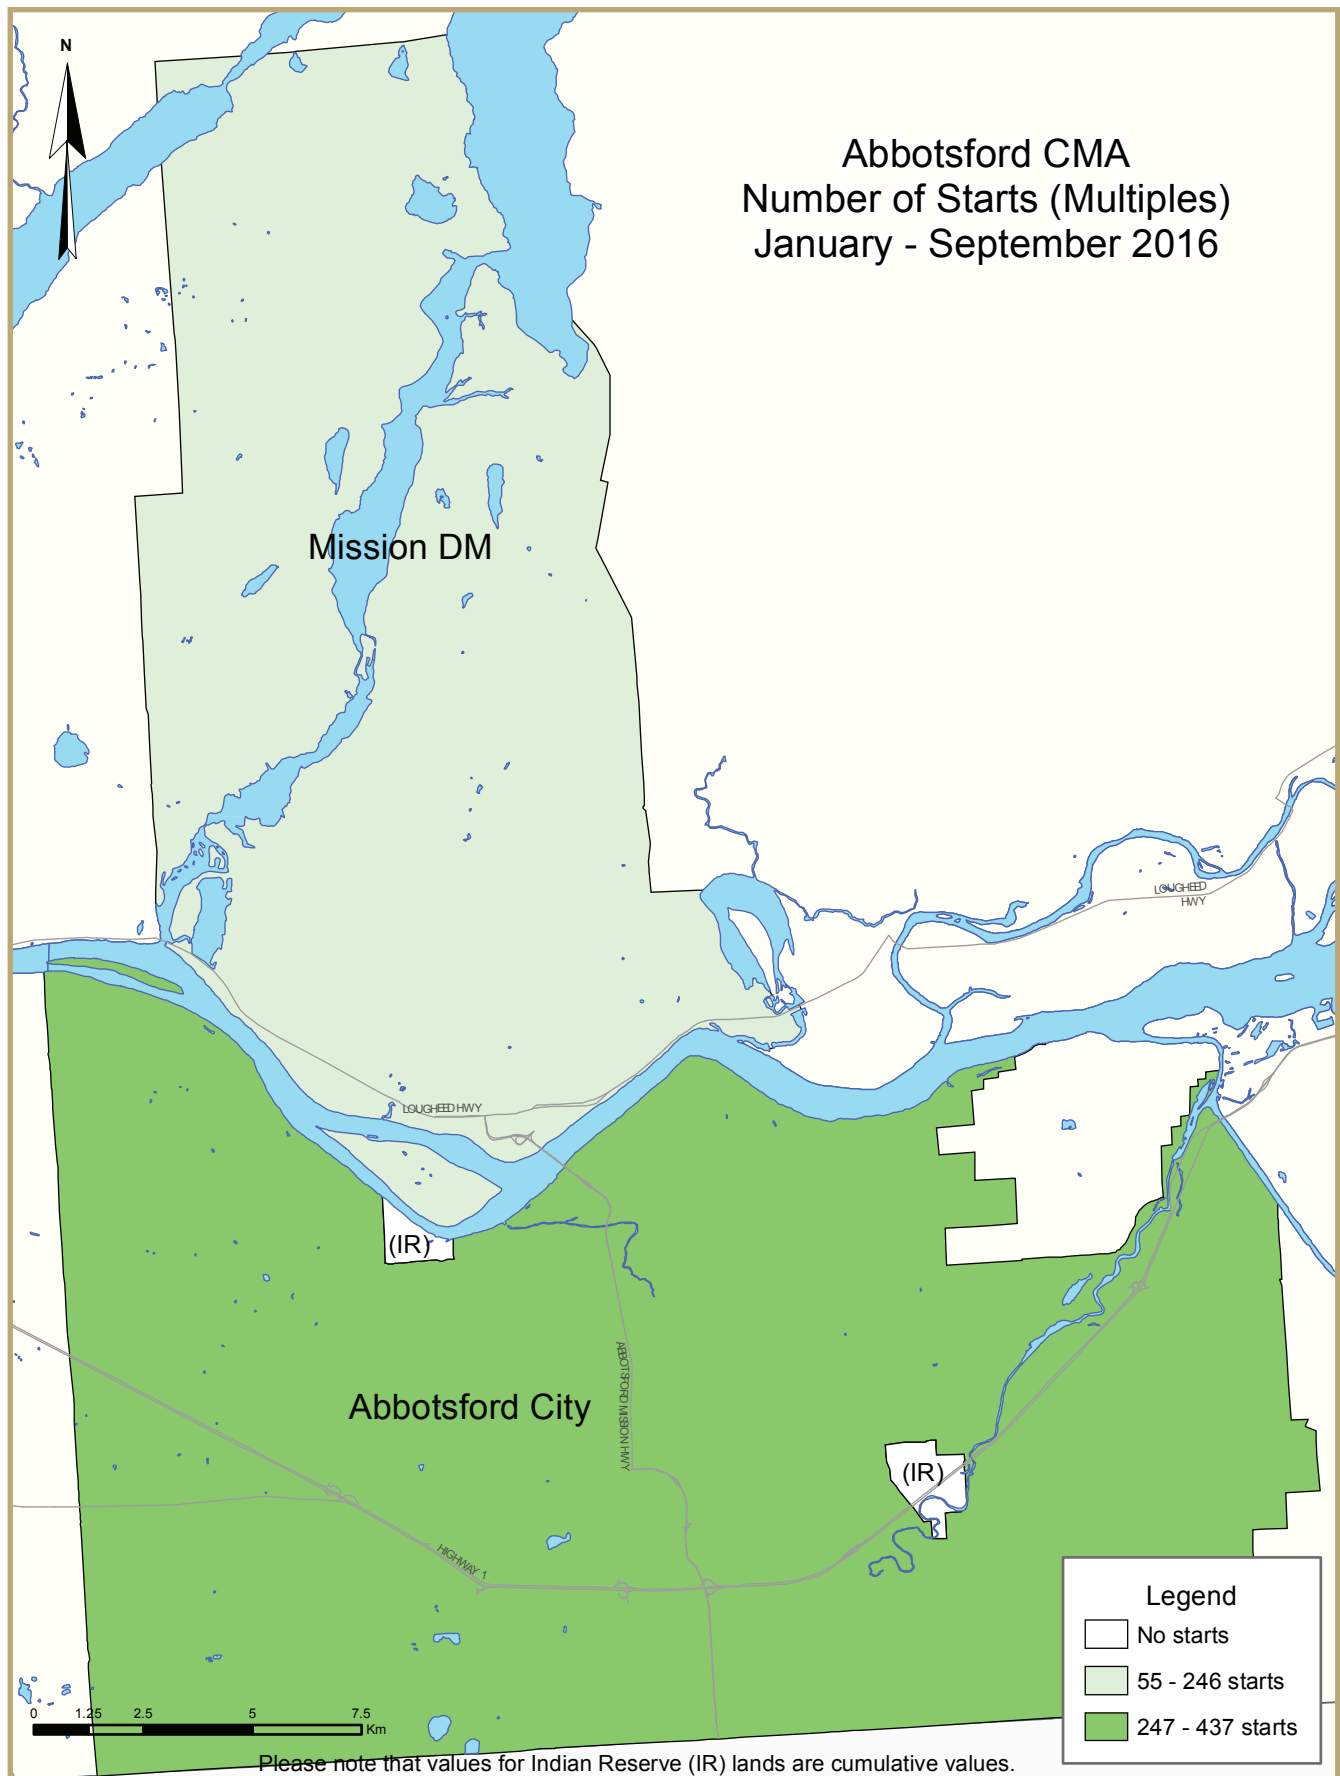 N
Abbotsford CMA
Number of Starts (Multiples)
January - September 2016
Mission DM
LOUGHEED
HWY
LOUGHEED HWY
(IR)
ABBOTSFORD MISSION HWY
Abbotsford City
(IR)
HIGHWAY 1
Legend
No starts
55 - 246 starts
247 - 437 starts
0 1.25 2.5 5 7.5
Km
Please note that values for Indian Reserve (IR) lands are cumulative values.